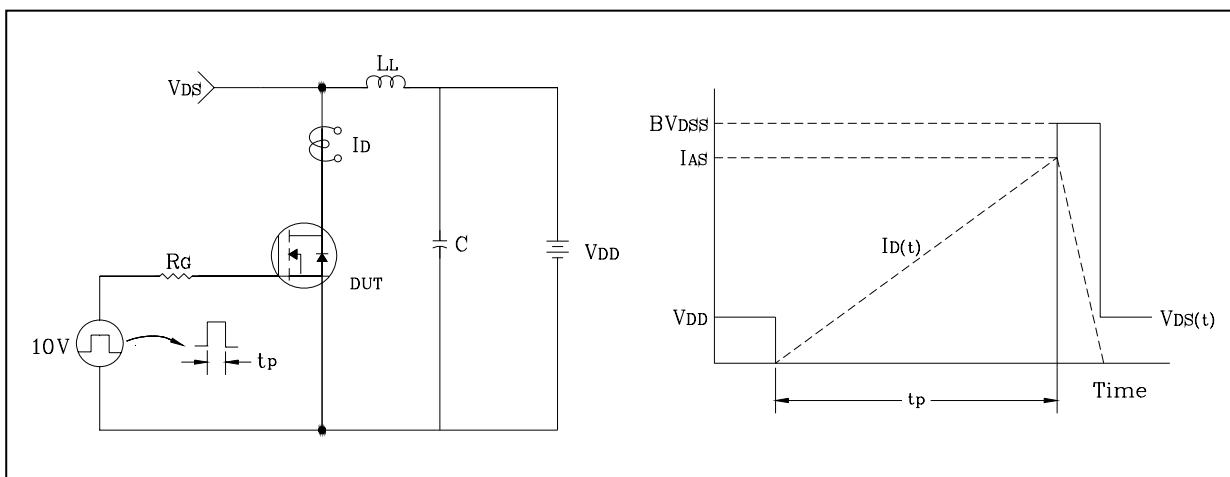 LL
VDS
ID
RG
DUT
C
VDD
10V
tp
BVDSS
IAS
ID(t)
VDD
VDS(t)
tp
Time